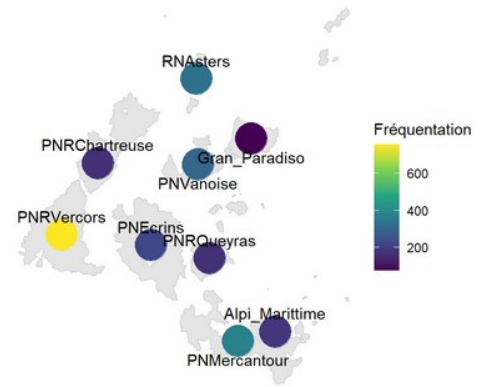 RNAsters
Fréquentation
PNRChartreuse
Gran_Paradiso
600
PNVanoise
400
PNRVercors
PNEcrins
PNRQueyras
200
Alpi_Marittime
PNMercantour